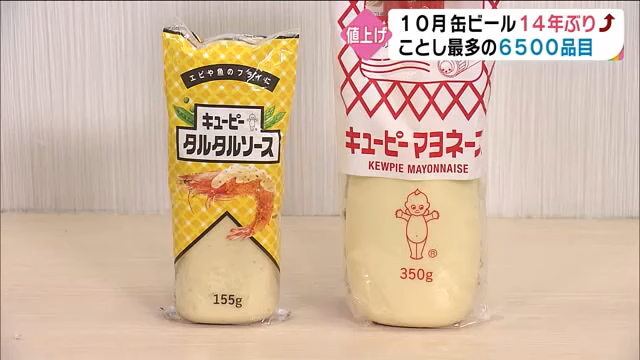 値上げ
10月 缶ビール14年ぶり
ことし最多の6500品目
エビや魚のフライに
キューピー
タルタルソース
155g
キユーピー マヨネー
KEWPIE MAYONNAISE
350g